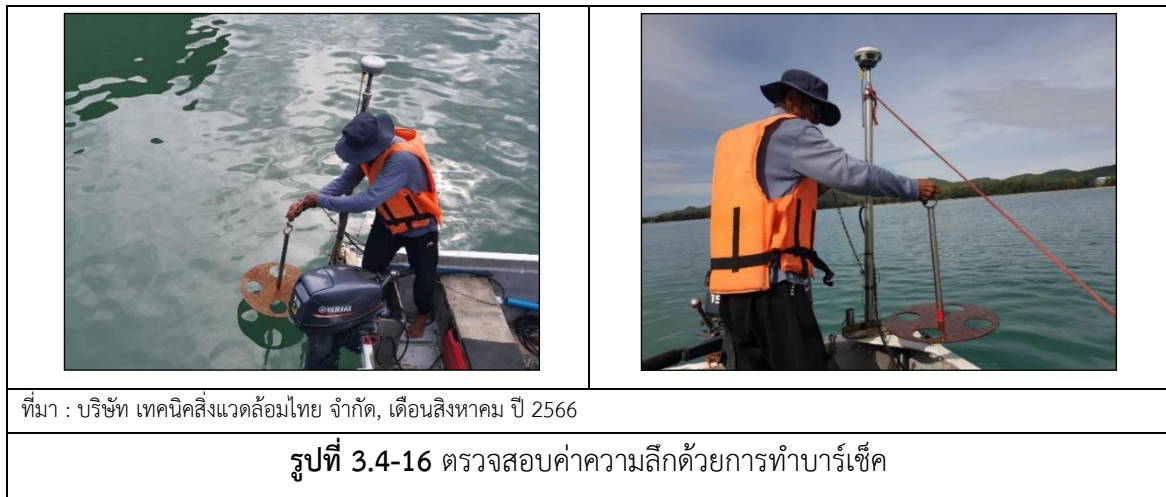 YAMAHA
15
ที่มา : บริษัท เทคนิคสิ่งแวดล้อมไทย จำกัด, เดือนสิงหาคม ปี 2566
รูปที่ 3.4-16 ตรวจสอบค่าความลึกด้วยการทำบาร์เช็ค